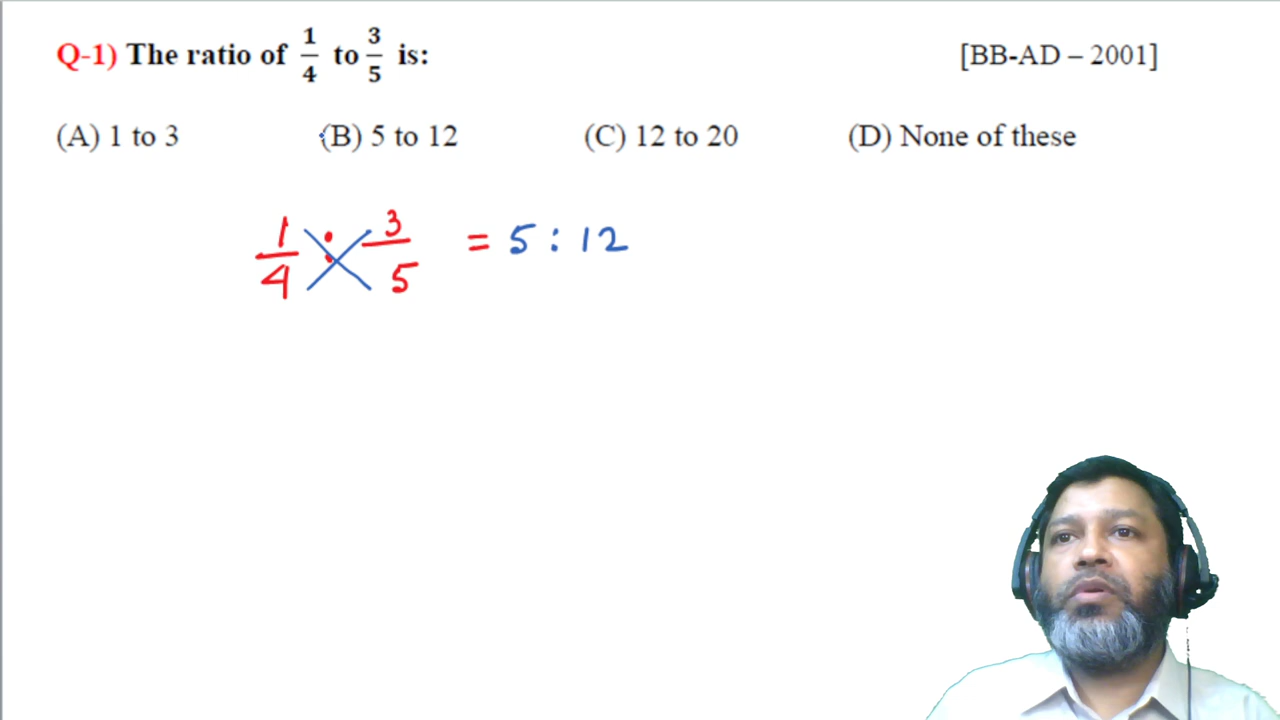 Q-1) The ratio of 1/4 to 3/5 is: [BB-AD – 2001]
(A) 1 to 3 (B) 5 to 12 (C) 12 to 20 (D) None of these
1/4 : 3/5 = 5 : 12